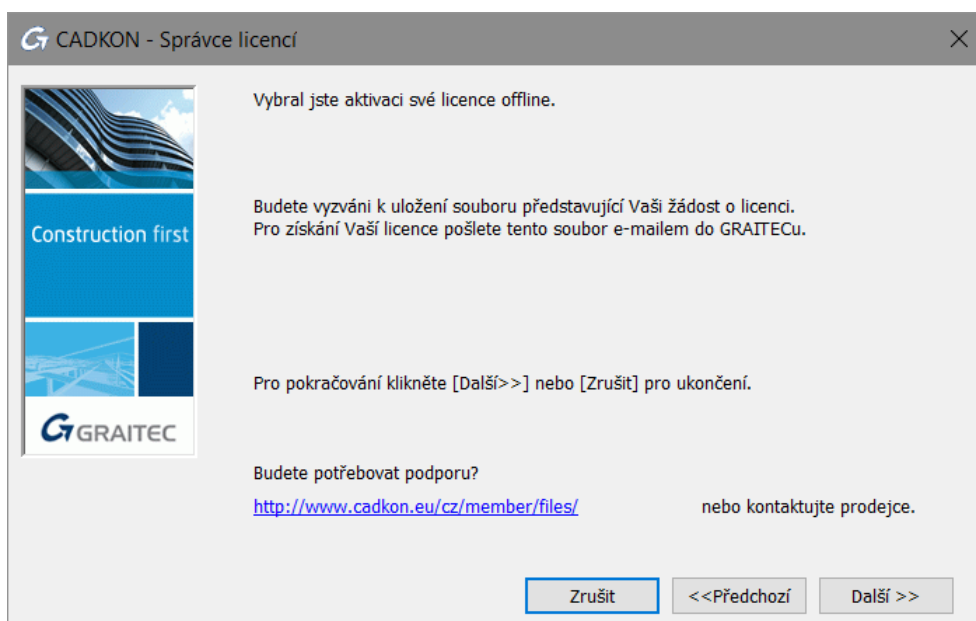 CADKON - Správce licencí
Vybral jste aktivaci své licence offline.
Budete vyzváni k uložení souboru představující Vaši žádost o licenci.
Pro získání Vaší licence pošlete tento soubor e-mailem do GRAITECu.
Construction first
Pro pokračování klikněte [Další>>] nebo [Zrušit] pro ukončení.
GRAITEC
Budete potřebovat podporu?
http://www.cadkon.eu/cz/member/files/ nebo kontaktujte prodejce.
Zrušit <<Předchozí Další >>